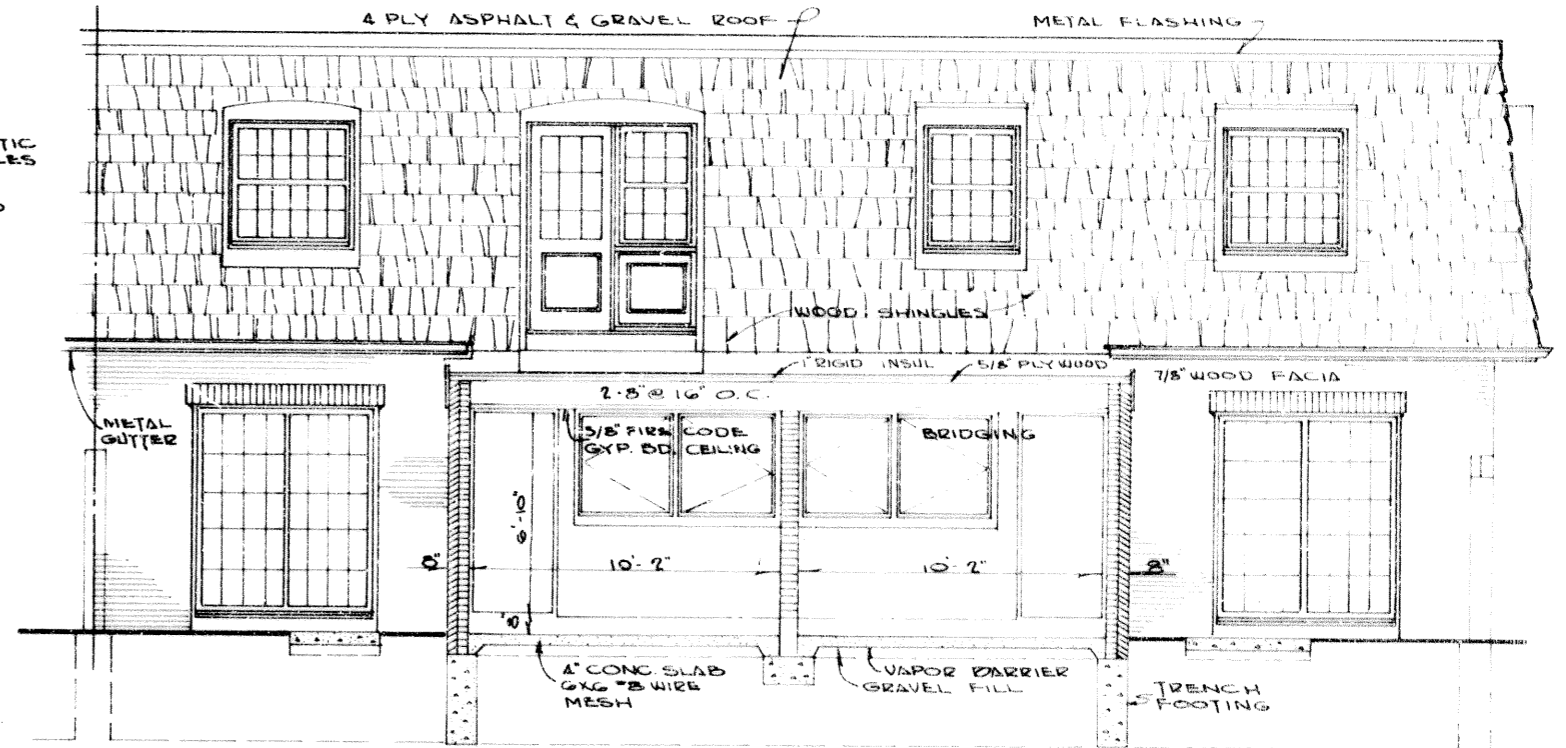 4 PLY ASPHALT & GRAVEL ROOF
METAL FLASHING
WOOD SHINGLES
1" RIGID INSUL
5/8" PLYWOOD
7/8" WOOD FACIA
2·8@16" O.C.
METAL
GUTTER
5/8" FIRE CODE
GYP. BD. CEILING
BRIDGING
6'-10"
8"
10'-2"
10'-2"
8"
8"
4" CONC. SLAB
6X6 #8 WIRE
MESH
VAPOR BARRIER
GRAVEL FILL
TRENCH
FOOTING